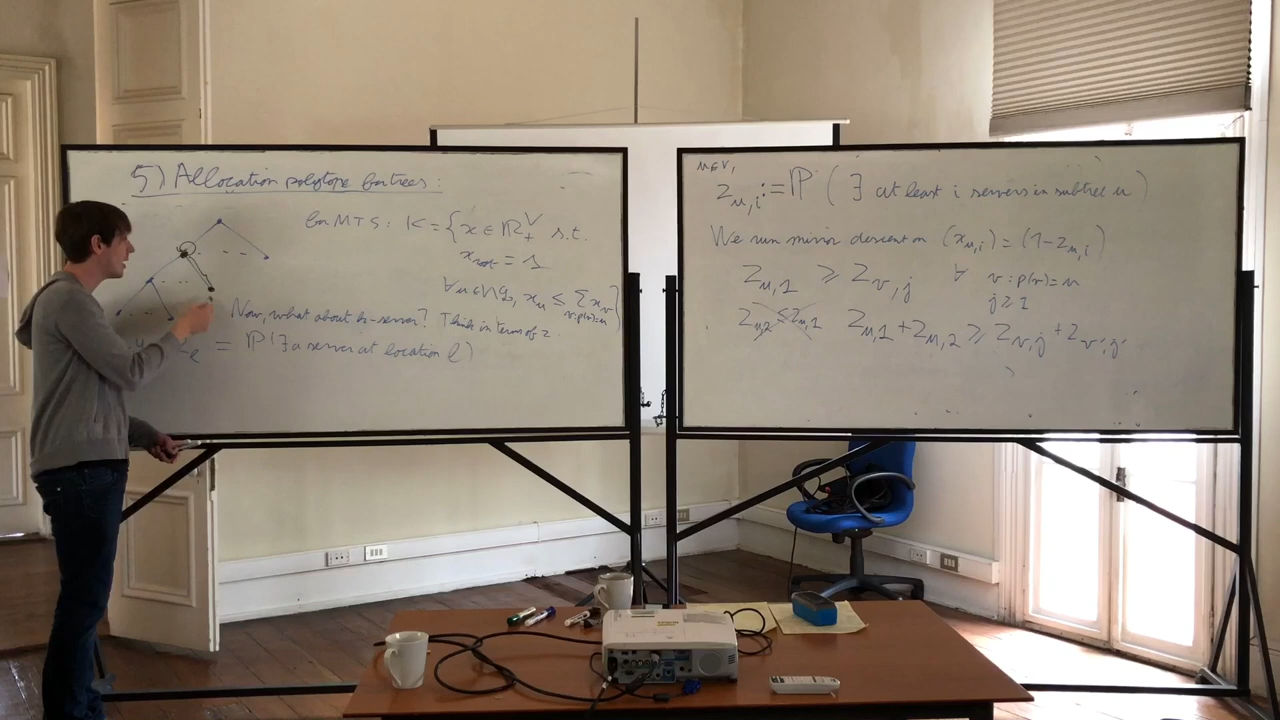 5) Allocation polytope for trees:
for MTS: K = { x ∈ ℝ₊^V s.t.
x_root = 1
∀ u ∈ V\𝓛, x_u ≤ Σ_{v:p(v)=u} x_v }
Now, what about k-server? Think in terms of z.
= ℙ(∃ a server at location ℓ)
u ∈ V,
z_{u,i} := ℙ ( ∃ at least i servers in subtree u )
We run mirror descent on (x_{u,i}) = (1 - z_{u,i})
z_{u,1} ≥ z_{v,j} ∀ v : p(v) = u
j ≥ 1
z_{u,1} + z_{u,2} ≥ z_{v,j} + z_{v',j'}